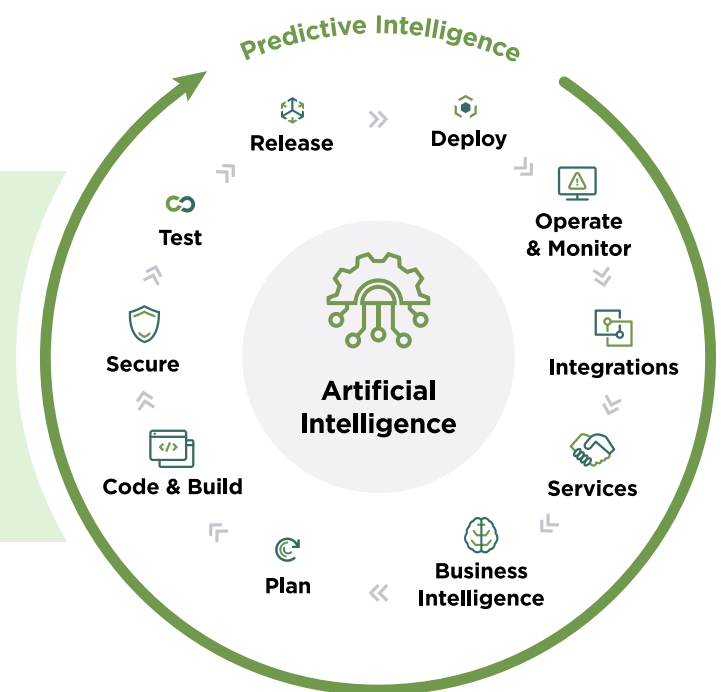 Predictive Intelligence
Release
Deploy
Test
Operate
& Monitor
Secure
Integrations
Artificial
Intelligence
Code & Build
</>
Services
Plan
Business
Intelligence